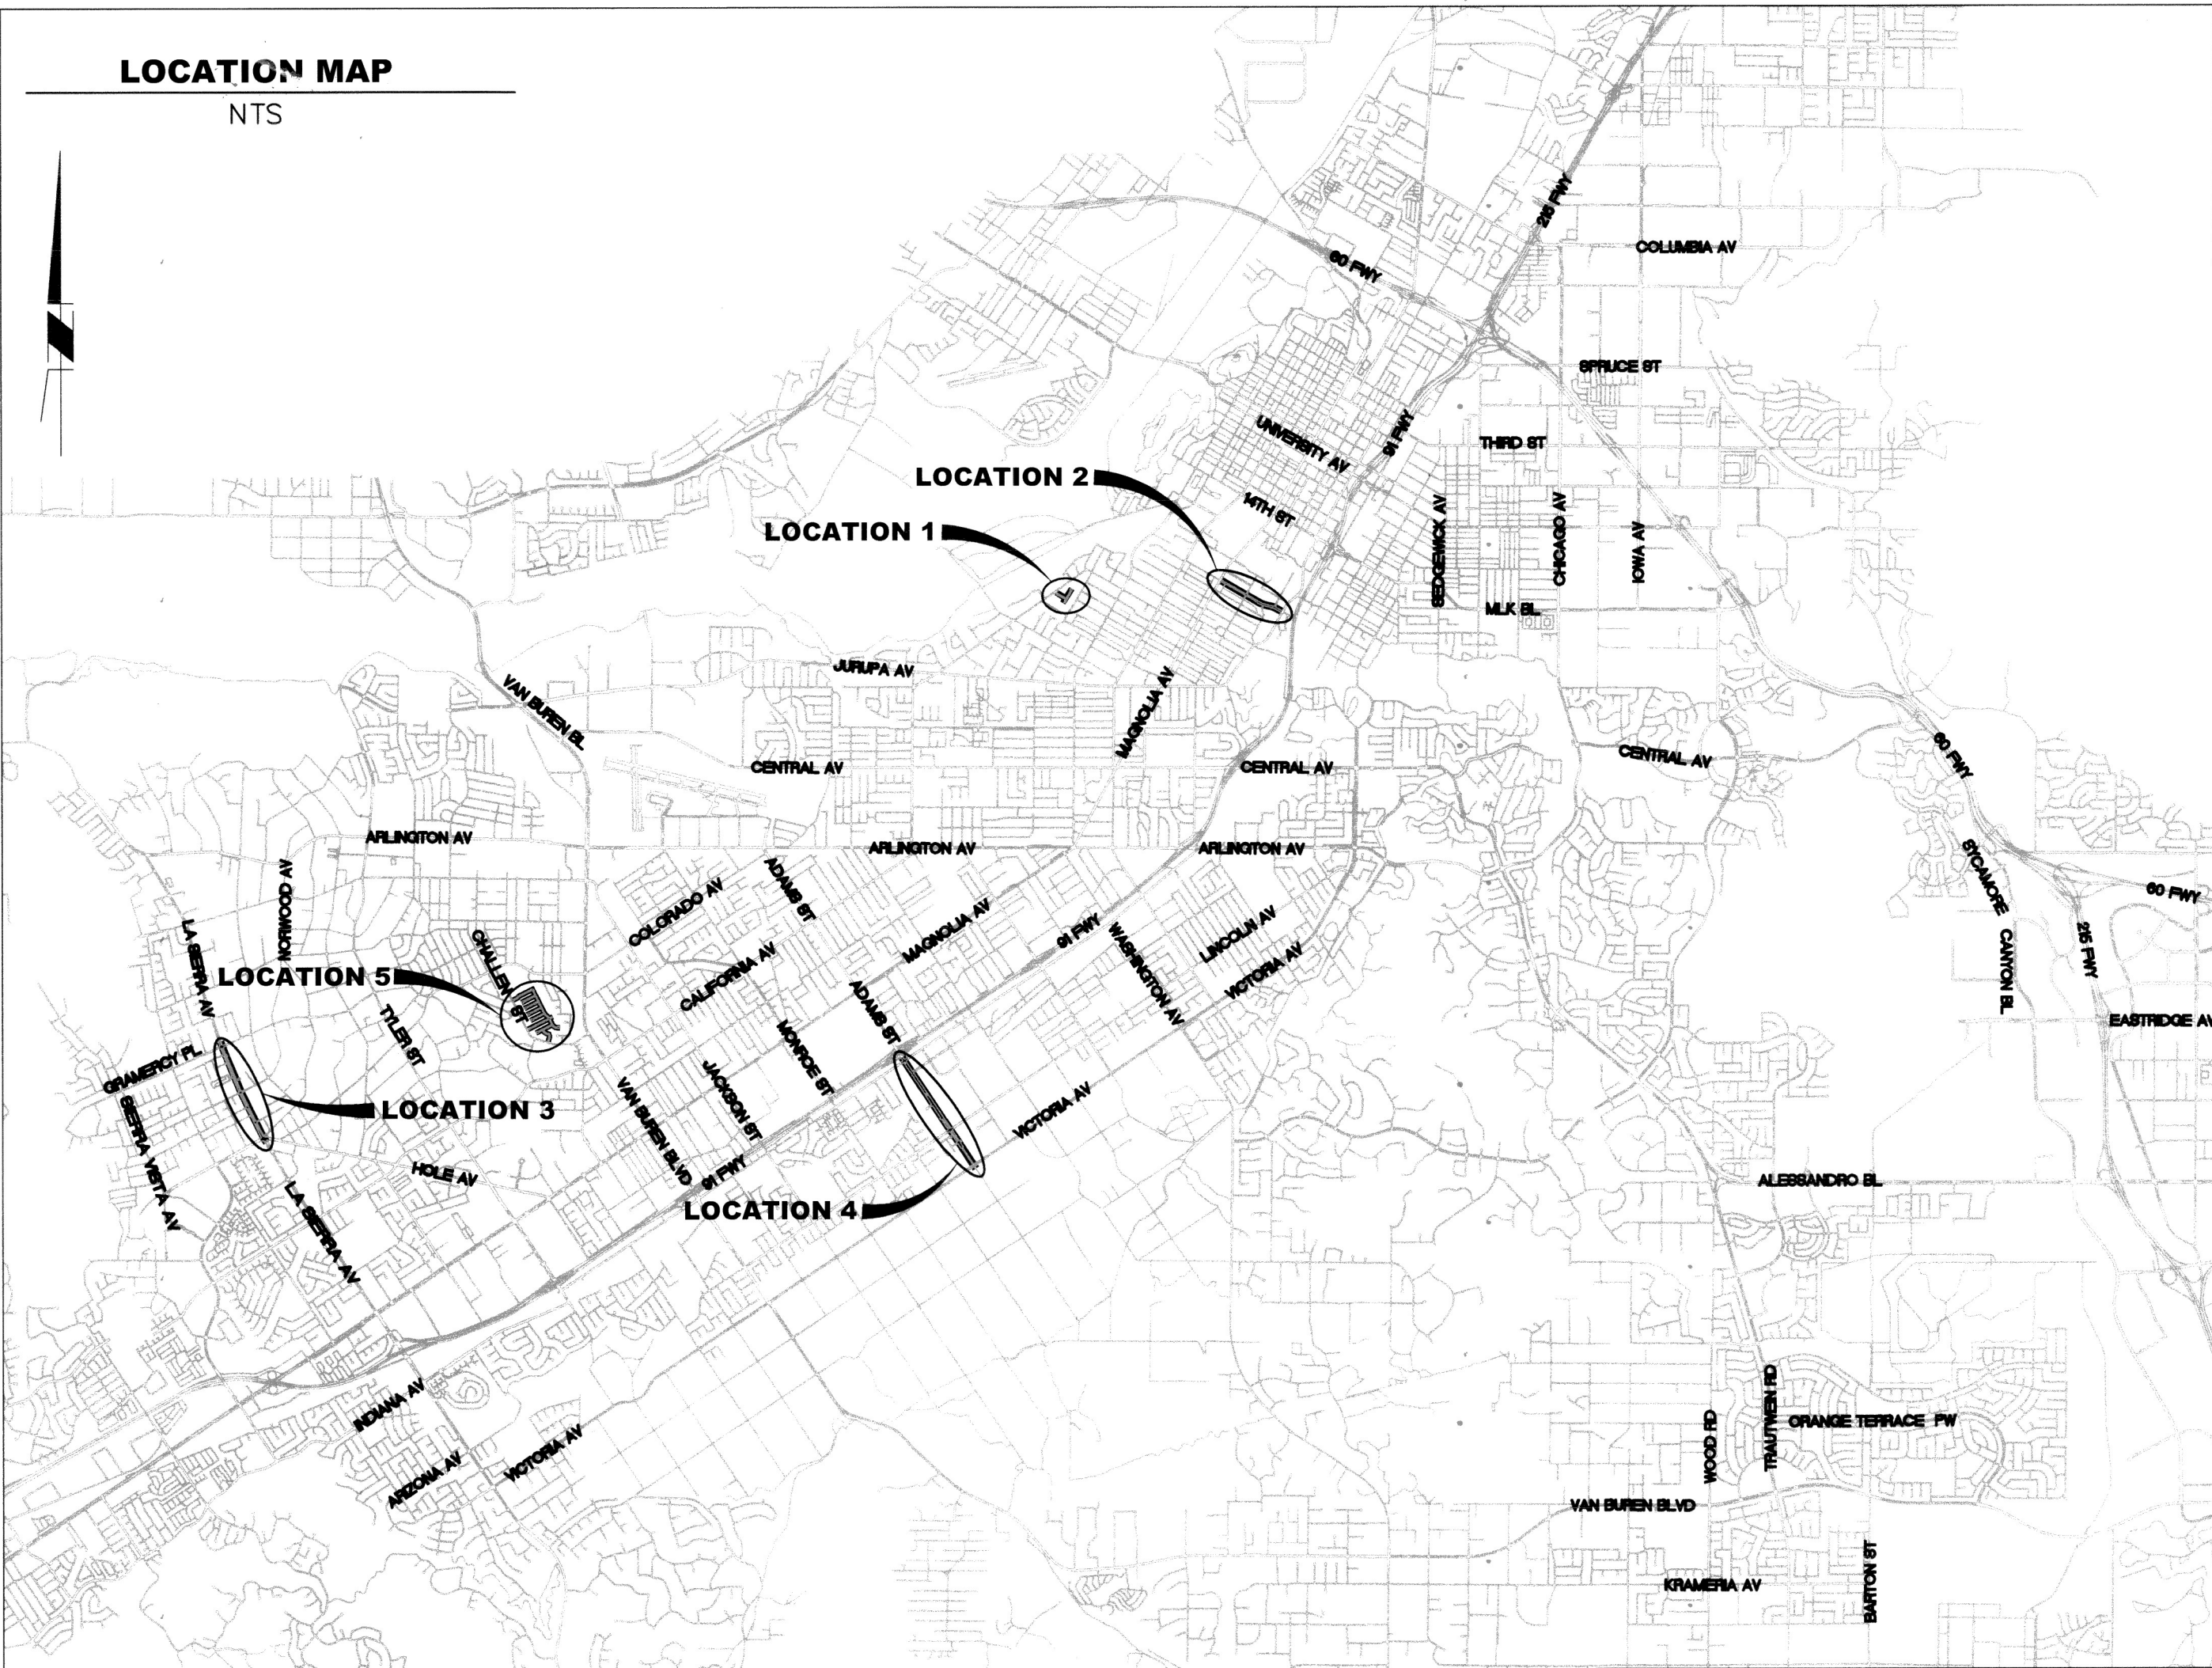 LOCATION MAP
NTS
215 FWY
COLUMBIA AV
60 FWY
SPRUCE ST
UNIVERSITY AV
91 FWY
THIRD ST
LOCATION 2
14TH ST
SEDGEWICK AV
CHICAGO AV
IOWA AV
LOCATION 1
MLK BL
JURUPA AV
VAN BUREN BL
MAGNOLIA AV
CENTRAL AV
CENTRAL AV
CENTRAL AV
60 FWY
ARLINGTON AV
ARLINGTON AV
ARLINGTON AV
NORWOOD AV
ADAMS ST
COLORADO AV
SYCAMORE CANYON BL
60 FWY
LA SIERRA AV
CHALLEN ST
MAGNOLIA AV
91 FWY
WASHINGTON AV
LINCOLN AV
VICTORIA AV
215 FWY
LOCATION 5
CALIFORNIA AV
ADAMS ST
TYLER ST
MONROE ST
EASTRIDGE AV
GRAMERCY PL
JACKSON ST
VAN BUREN BLVD
LOCATION 3
SIERRA VISTA AV
VICTORIA AV
HOLE AV
91 FWY
LA SIERRA AV
LOCATION 4
ALESSANDRO BL
INDIANA AV
WOOD RD
TRAUTWEIN RD
ORANGE TERRACE PW
ARIZONA AV
VICTORIA AV
VAN BUREN BLVD
BARTON ST
KRAMERIA AV